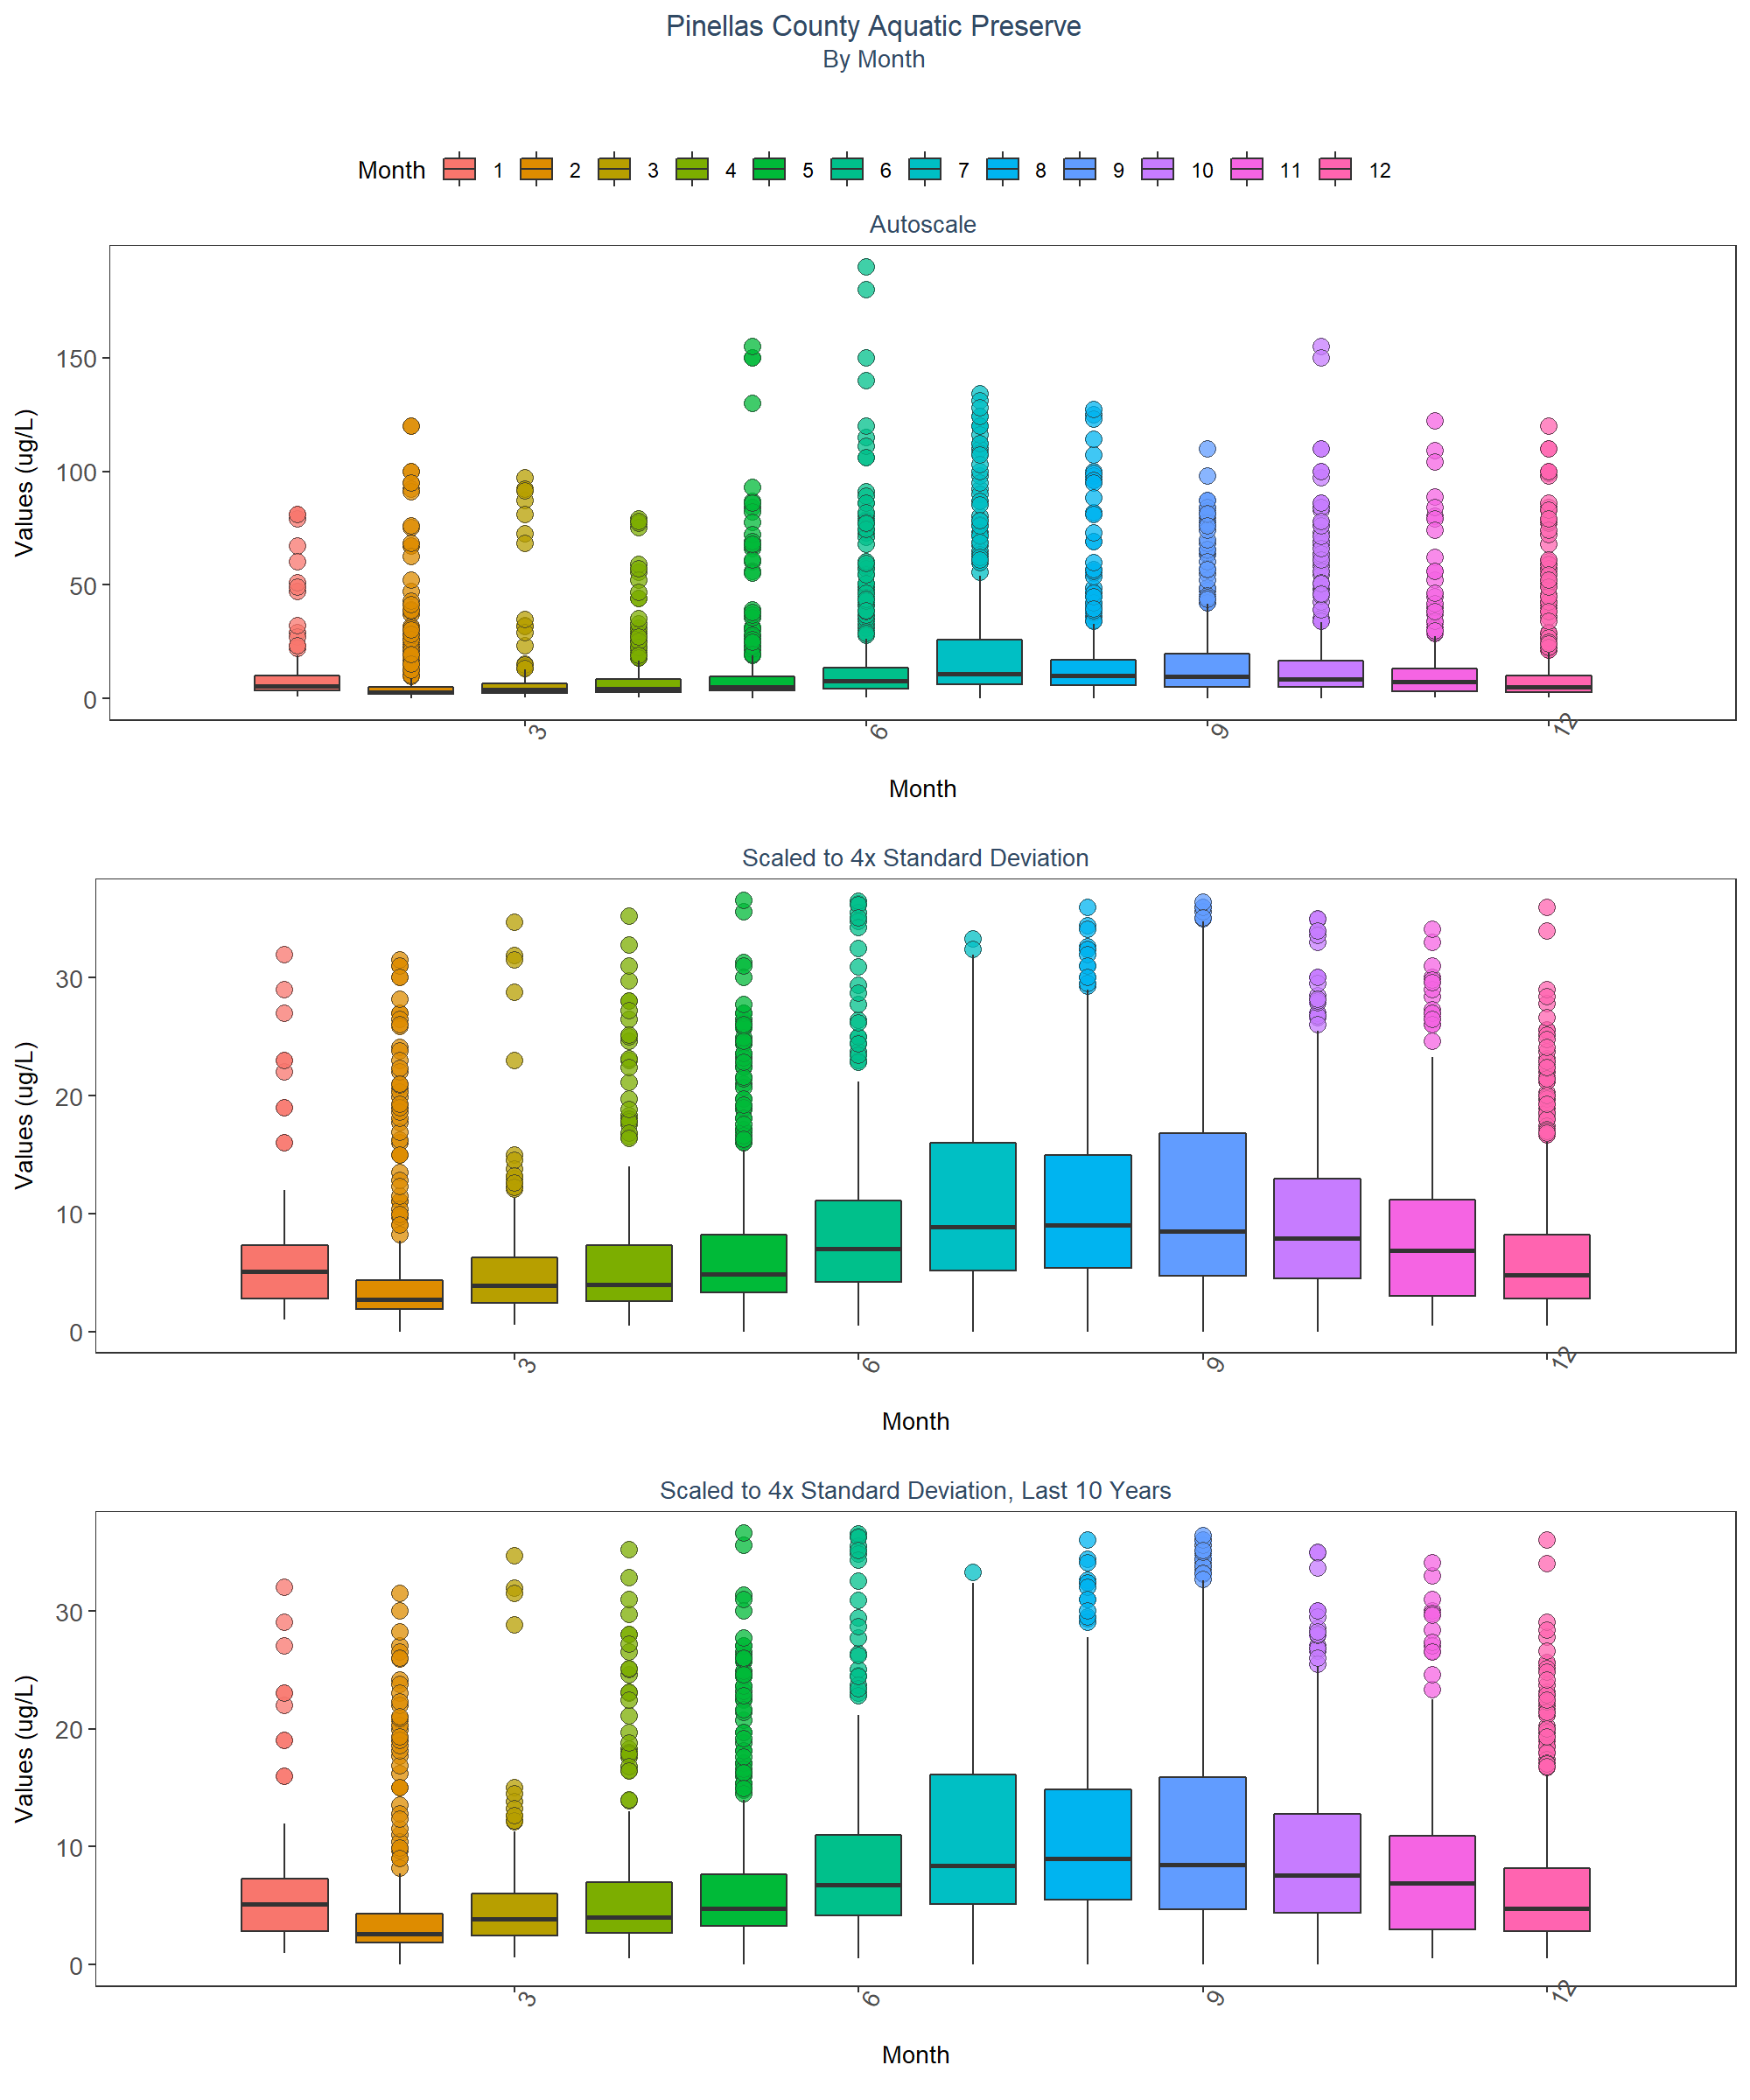 Pinellas County Aquatic Preserve
By Month
Month 1 2 3 4 5 6 7 8 9 10 11 12
Autoscale
Values (ug/L)
150
100
50
0
3 6 9 12
Month
Scaled to 4x Standard Deviation
Values (ug/L)
30
20
10
0
3 6 9 12
Month
Scaled to 4x Standard Deviation, Last 10 Years
Values (ug/L)
30
20
10
0
3 6 9 12
Month